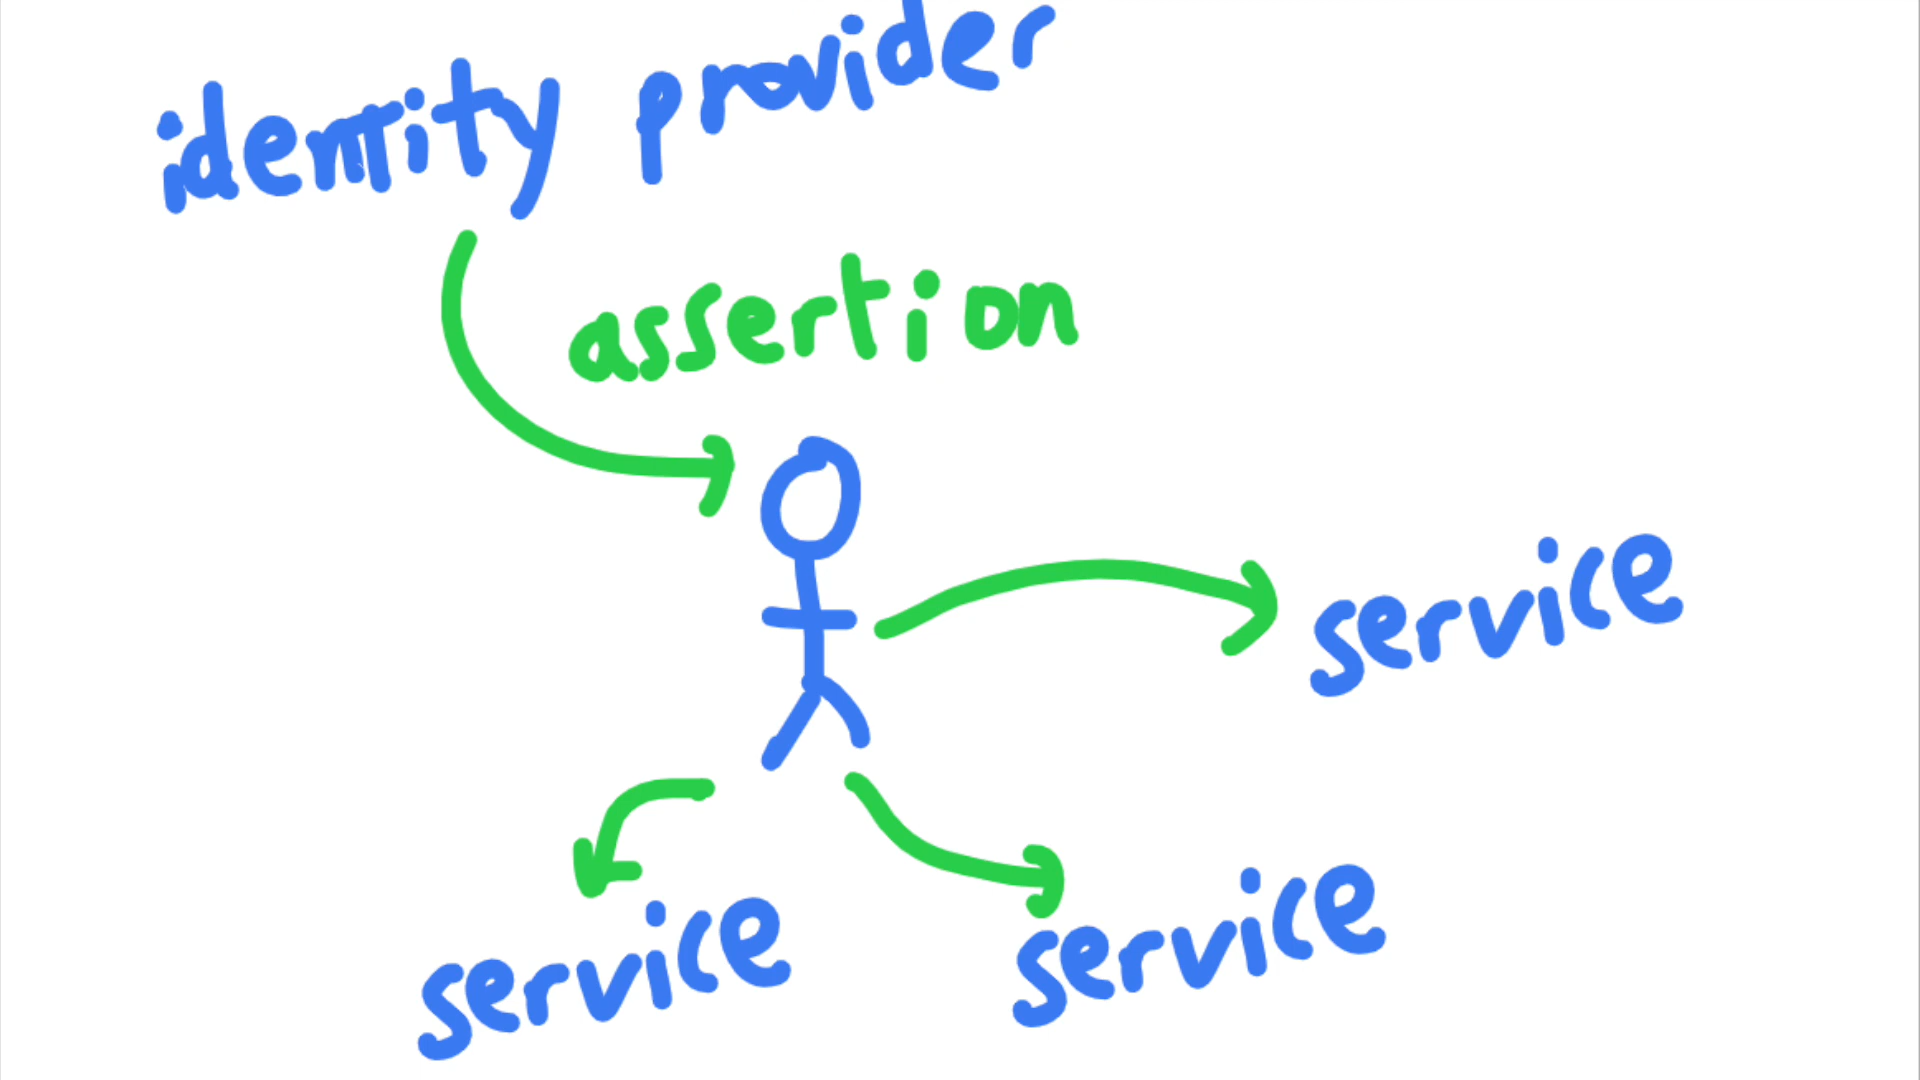 identity provider
assertion
service
service
service